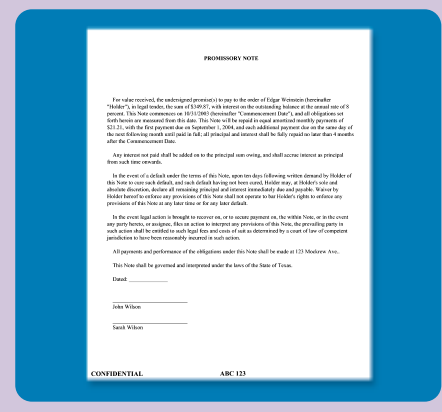 PROMISSORY NOTE
For value received, the undersigned promise(s) to pay to the order of Edgar Weinstein (hereinafter
"Holder"), in legal tender, the sum of $349.87, with interest on the outstanding balance at the annual rate of 8
percent. This Note commences on 10/31/2003 (hereinafter "Commencement Date"), and all obligations set
forth herein are measured from this date. This Note will be repaid in equal amortized monthly payments of
$21.21, with the first payment due on September 1, 2004, and each additional payment due on the same day of
the next following month until paid in full; all principal and interest shall be fully repaid no later than 4 months
after the Commencement Date.
Any interest not paid shall be added on to the principal sum owing, and shall accrue interest as principal
from such time onwards.
In the event of a default under the terms of this Note, upon ten days following written demand by Holder of
this Note to cure such default, and such default having not been cured, Holder may, at Holder's sole and
absolute discretion, declare all remaining principal and interest immediately due and payable. Waiver by
Holder hereof to enforce any provisions of this Note shall not operate to bar Holder's rights to enforce any
provisions of this Note at any later time or for any later default.
In the event legal action is brought to recover on, or to secure payment on, the within Note, or in the event
any party hereto, or assignee, files an action to interpret any provisions of this Note, the prevailing party in
such action shall be entitled to such legal fees and costs of suit as determined by a court of law of competent
jurisdiction to have been reasonably incurred in such action.
All payments and performance of the obligations under this Note shall be made at 123 Mockrew Ave..
This Note shall be governed and interpreted under the laws of the State of Texas.
Dated: ______________
John Wilson
Sarah Wilson
CONFIDENTIAL ABC 123